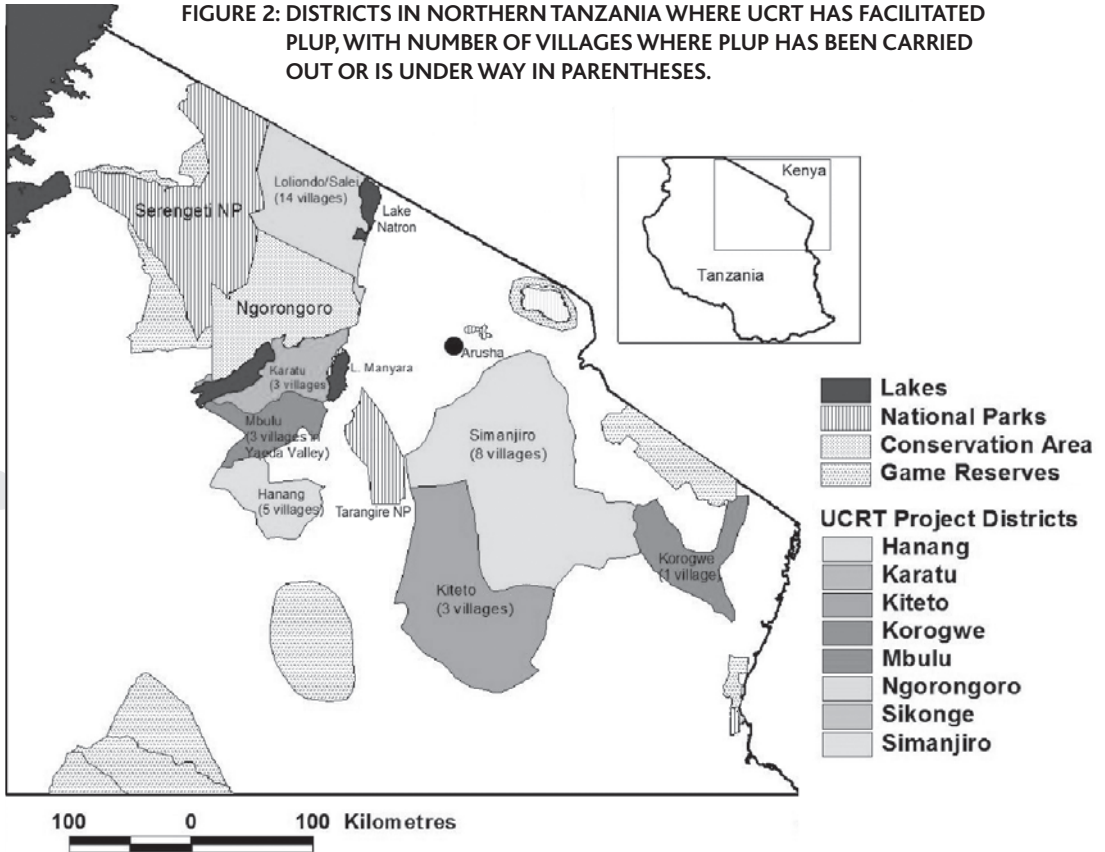 FIGURE 2: DISTRICTS IN NORTHERN TANZANIA WHERE UCRT HAS FACILITATED
PLUP, WITH NUMBER OF VILLAGES WHERE PLUP HAS BEEN CARRIED
OUT OR IS UNDER WAY IN PARENTHESES.
Loliondo/Salei
(14 villages)
Serengeti NP
Lake
Natron
Ngorongoro
Arusha
Karatu
(3 villages
L. Manyara
Mbulu
(3 villages in
Yaeda Valley)
Hanang
(5 villages)
Tarangire NP
Simanjiro
(8 villages)
Kiteto
(3 villages)
Korogwe
(1 village)
Kenya
Tanzania
Lakes
National Parks
Conservation Area
Game Reserves
UCRT Project Districts
Hanang
Karatu
Kiteto
Korogwe
Mbulu
Ngorongoro
Sikonge
Simanjiro
100 0 100 Kilometres